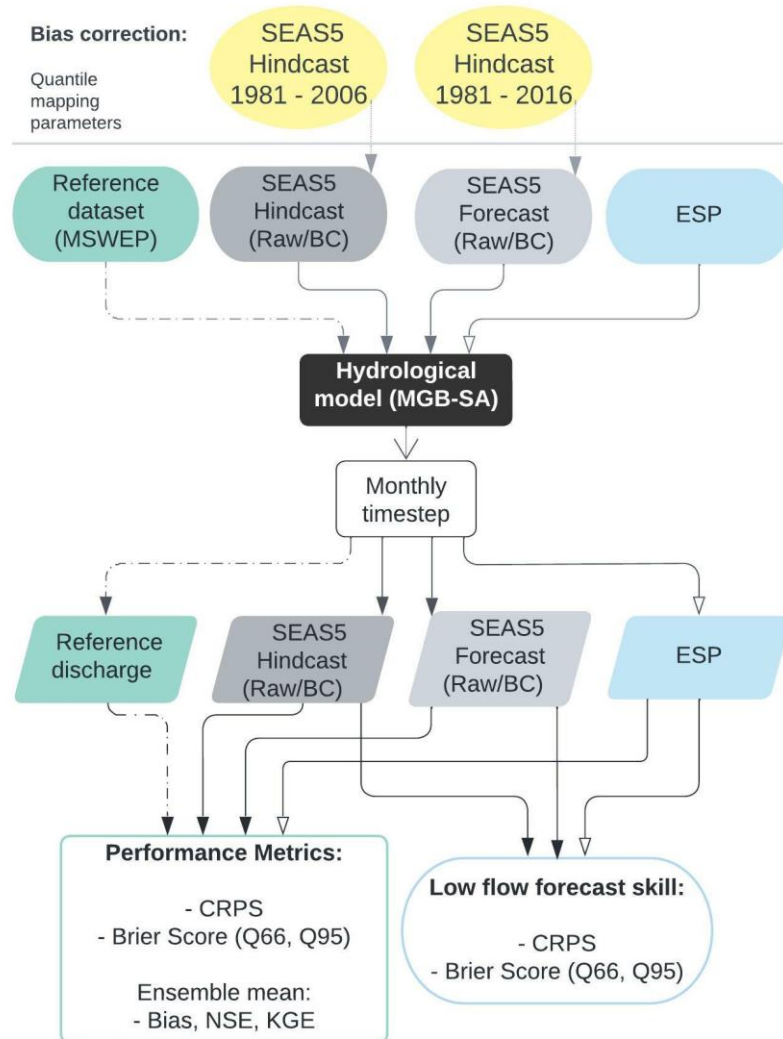 Bias correction:
Quantile
mapping
parameters
SEAS5
Hindcast
1981 - 2006
SEAS5
Hindcast
1981 - 2016
Reference
dataset
(MSWEP)
SEAS5
Hindcast
(Raw/BC)
SEAS5
Forecast
(Raw/BC)
ESP
Hydrological
model (MGB-SA)
Monthly
timestep
Reference
discharge
SEAS5
Hindcast
(Raw/BC)
SEAS5
Forecast
(Raw/BC)
ESP
Performance Metrics:
- CRPS
- Brier Score (Q66, Q95)
Ensemble mean:
- Bias, NSE, KGE
Low flow forecast skill:
- CRPS
- Brier Score (Q66, Q95)